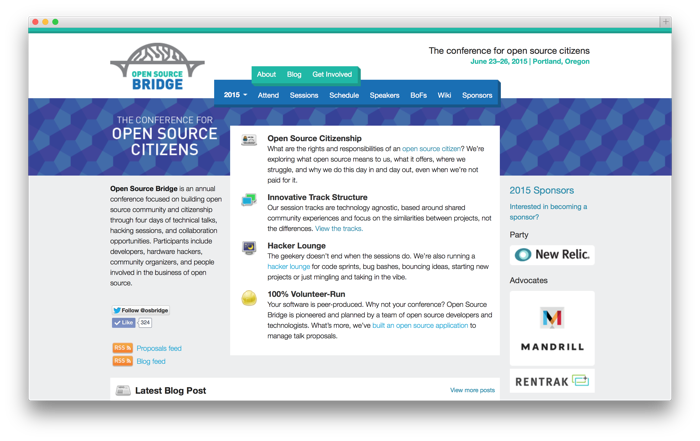 OPEN SOURCE
BRIDGE
The conference for open source citizens
June 23–26, 2015 | Portland, Oregon
About Blog Get Involved
2015 Attend Sessions Schedule Speakers BoFs Wiki Sponsors
THE CONFERENCE FOR
OPEN SOURCE
CITIZENS
Open Source Bridge is an annual
conference focused on building open
source community and citizenship
through four days of technical talks,
hacking sessions, and collaboration
opportunities. Participants include
developers, hardware hackers,
community organizers, and people
involved in the business of open
source.
Follow @osbridge
Like 324
RSS Proposals feed
RSS Blog feed
Open Source Citizenship
What are the rights and responsibilities of an open source citizen? We're
exploring what open source means to us, what it offers, where we
struggle, and why we do this day in and day out, even when we're not
paid for it.
Innovative Track Structure
Our session tracks are technology agnostic, based around shared
community experiences and focus on the similarities between projects, not
the differences. View the tracks.
Hacker Lounge
The geekery doesn't end when the sessions do. We're also running a
hacker lounge for code sprints, bug bashes, bouncing ideas, starting new
projects or just mingling and taking in the vibe.
100% Volunteer-Run
Your software is peer-produced. Why not your conference? Open Source
Bridge is pioneered and planned by a team of open source developers and
technologists. What's more, we've built an open source application to
manage talk proposals.
2015 Sponsors
Interested in becoming a
sponsor?
Party
New Relic.
Advocates
MANDRILL
RENTRAK
Latest Blog Post
View more posts